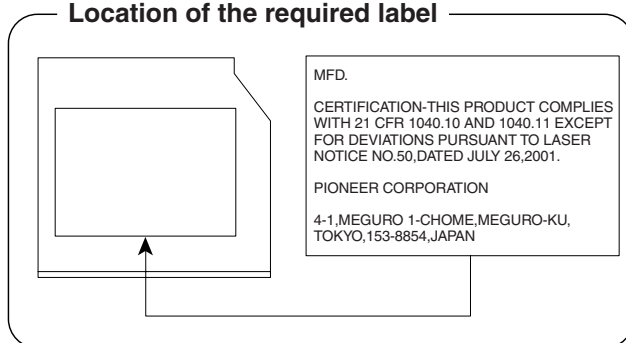 Location of the required label
MFD.
CERTIFICATION-THIS PRODUCT COMPLIES
WITH 21 CFR 1040.10 AND 1040.11 EXCEPT
FOR DEVIATIONS PURSUANT TO LASER
NOTICE NO.50,DATED JULY 26,2001.
PIONEER CORPORATION
4-1,MEGURO 1-CHOME,MEGURO-KU,
TOKYO,153-8854,JAPAN